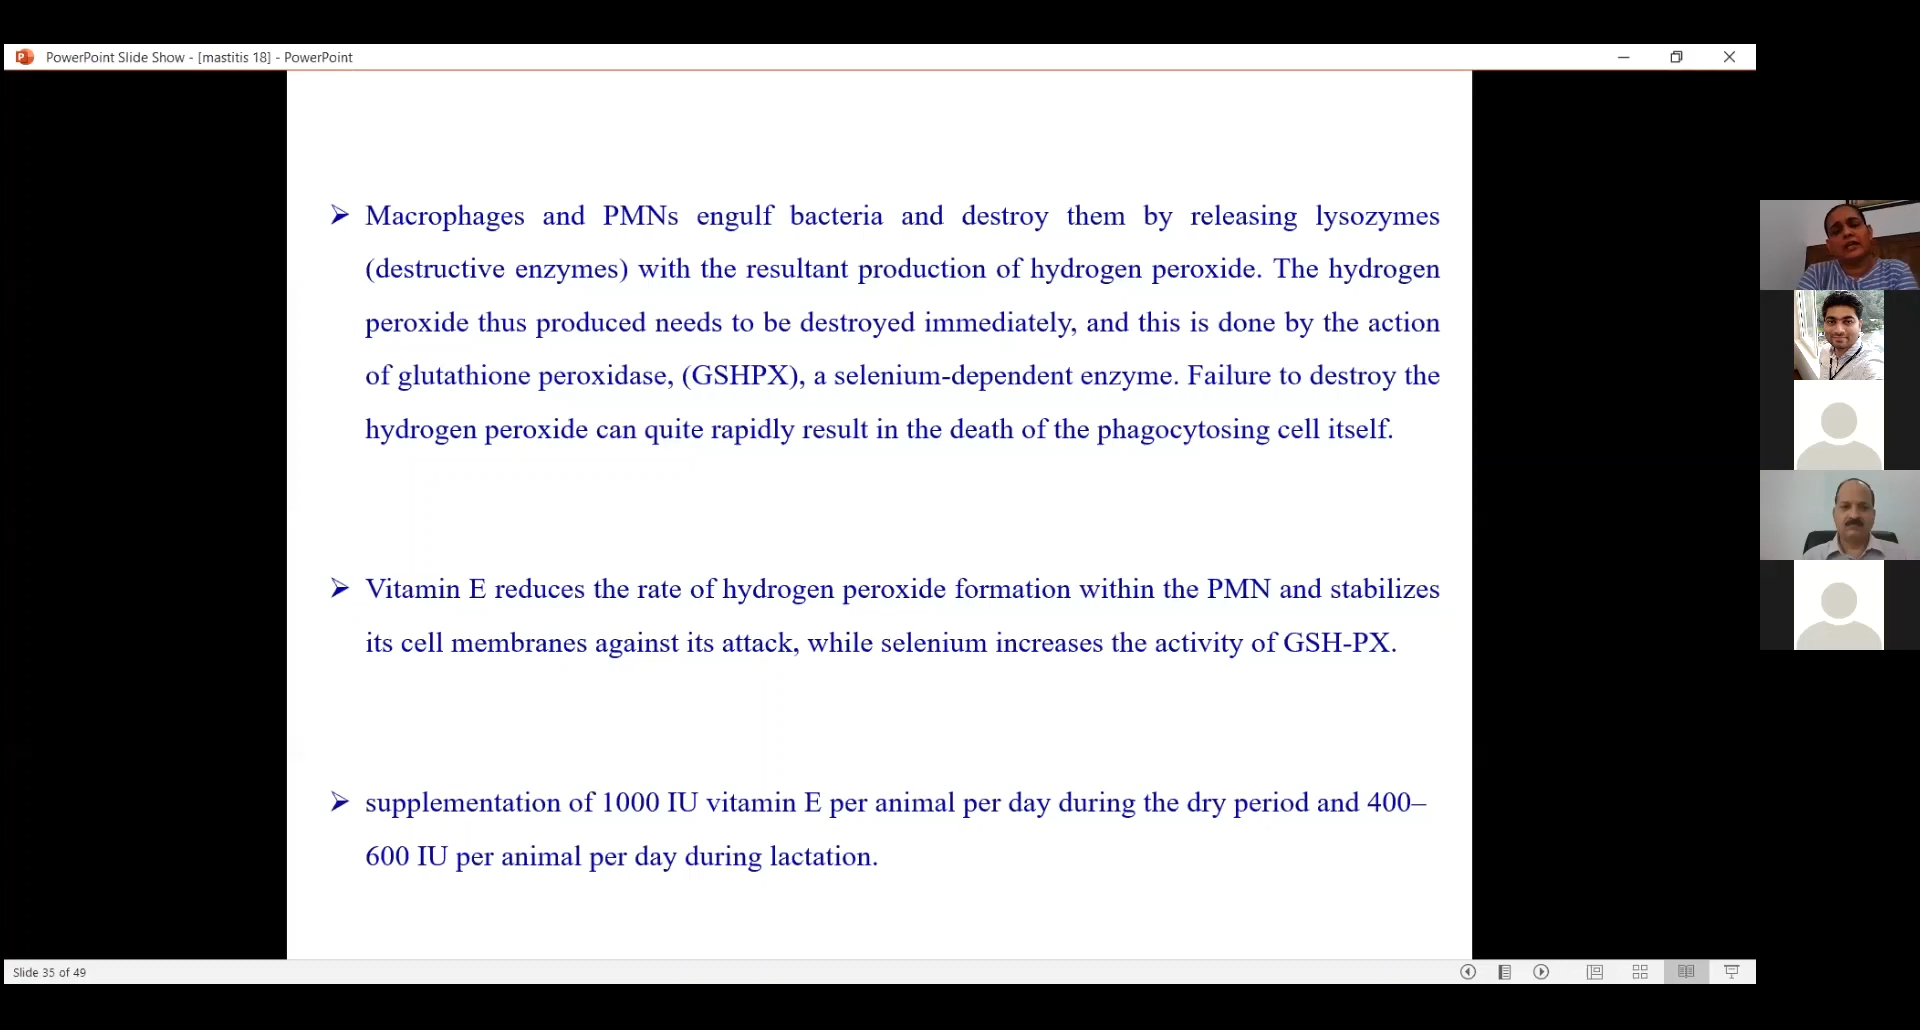 PowerPoint Slide Show - [mastitis 18] - PowerPoint
➢ Macrophages and PMNs engulf bacteria and destroy them by releasing lysozymes
(destructive enzymes) with the resultant production of hydrogen peroxide. The hydrogen
peroxide thus produced needs to be destroyed immediately, and this is done by the action
of glutathione peroxidase, (GSHPX), a selenium-dependent enzyme. Failure to destroy the
hydrogen peroxide can quite rapidly result in the death of the phagocytosing cell itself.
➢ Vitamin E reduces the rate of hydrogen peroxide formation within the PMN and stabilizes
its cell membranes against its attack, while selenium increases the activity of GSH-PX.
➢ supplementation of 1000 IU vitamin E per animal per day during the dry period and 400–
600 IU per animal per day during lactation.
Slide 35 of 49